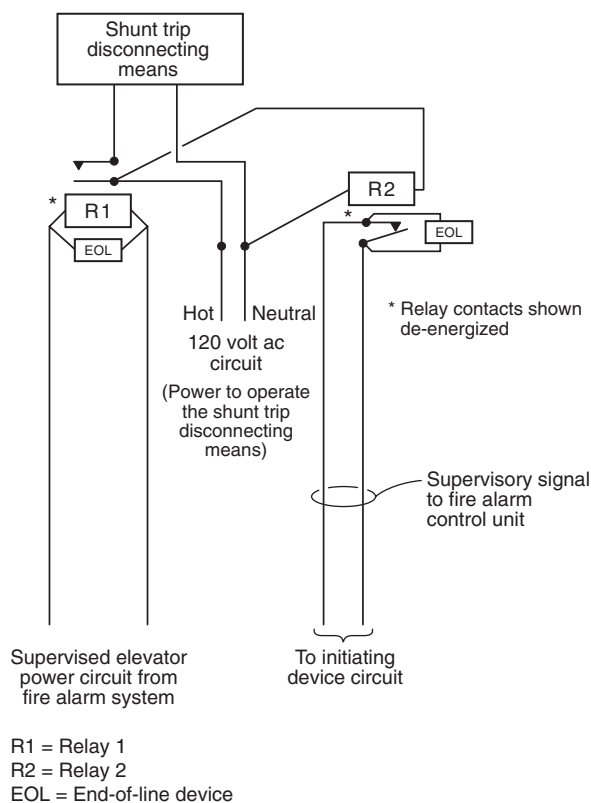 Shunt trip
disconnecting
means
*
R1
EOL
R2
*
EOL
Hot
Neutral
120 volt ac
circuit
(Power to operate
the shunt trip
disconnecting
means)
* Relay contacts shown
de-energized
Supervisory signal
to fire alarm
control unit
Supervised elevator
power circuit from
fire alarm system
To initiating
device circuit
R1 = Relay 1
R2 = Relay 2
EOL = End-of-line device